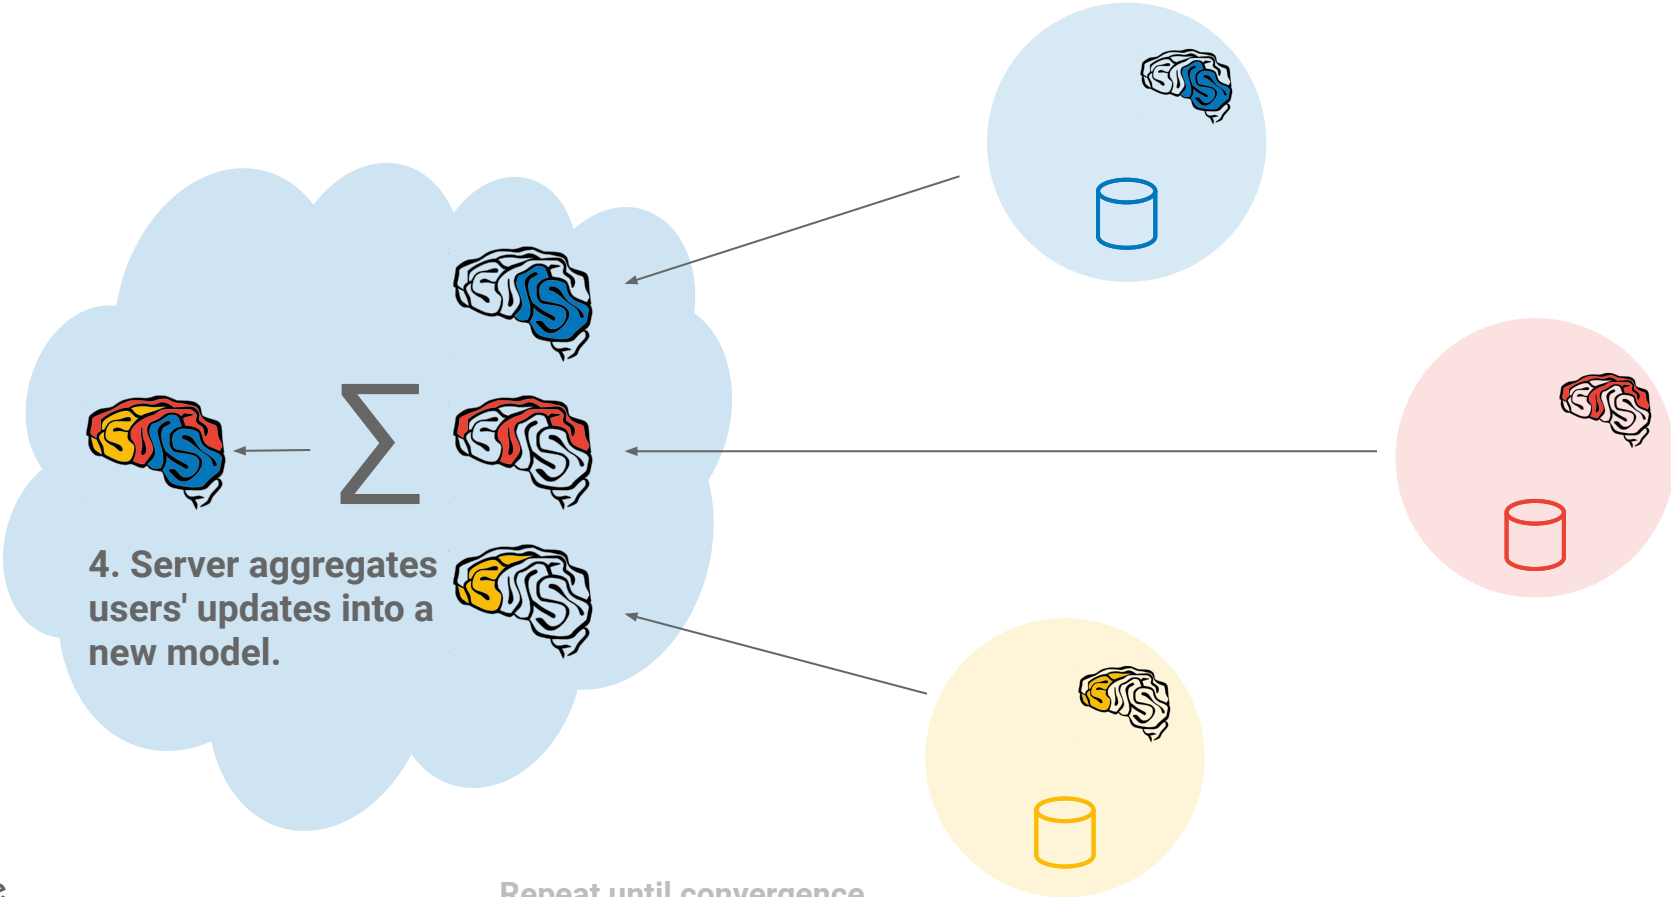 ∑
4. Server aggregates
users' updates into a
new model.
Repeat until convergence